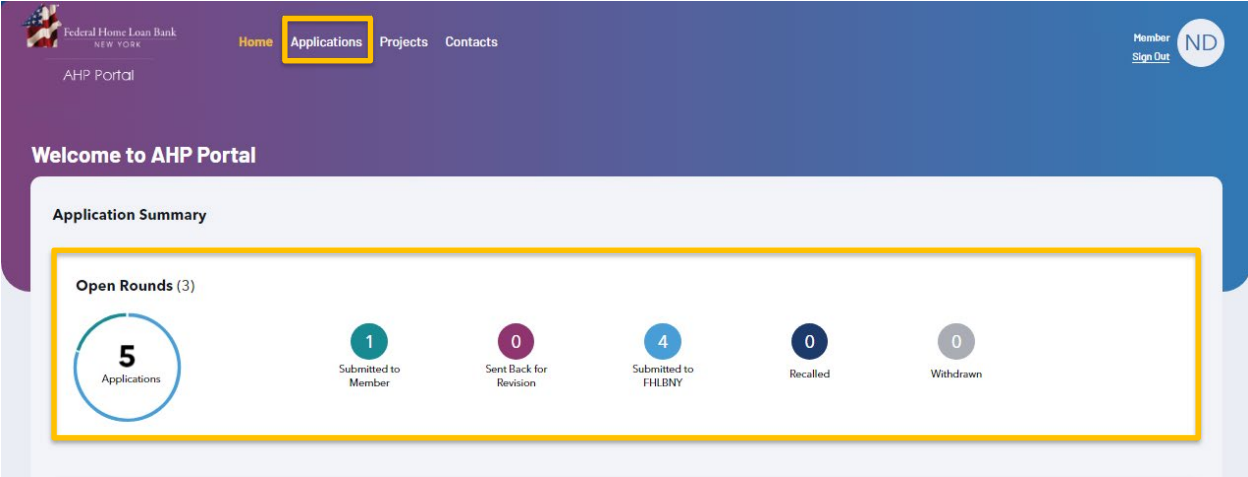 Federal Home Loan Bank
NEW YORK
AHP Portal
Home Applications Projects Contacts
Member
Sign Out
ND
Welcome to AHP Portal
Application Summary
Open Rounds (3)
5
Applications
1
Submitted to
Member
0
Sent Back for
Revision
4
Submitted to
FHLBNY
0
Recalled
0
Withdrawn